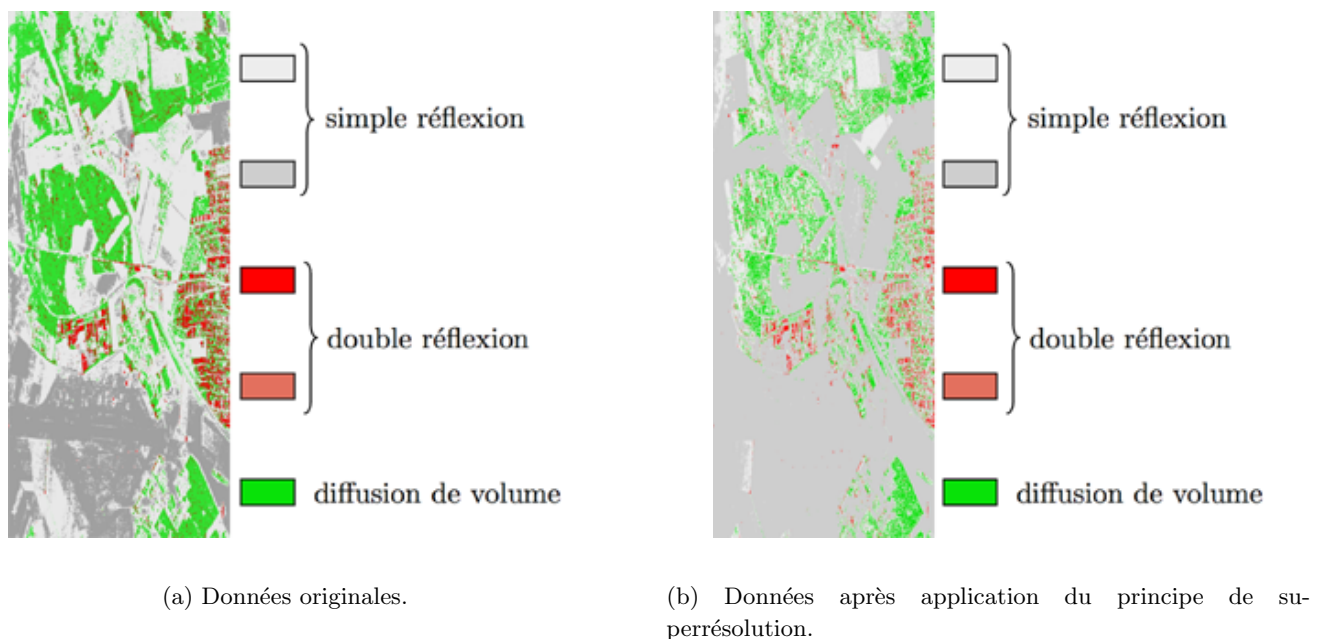 simple réflexion
double réflexion
diffusion de volume
(a) Données originales.
simple réflexion
double réflexion
diffusion de volume
(b) Données après application du principe de su-
perrésolution.